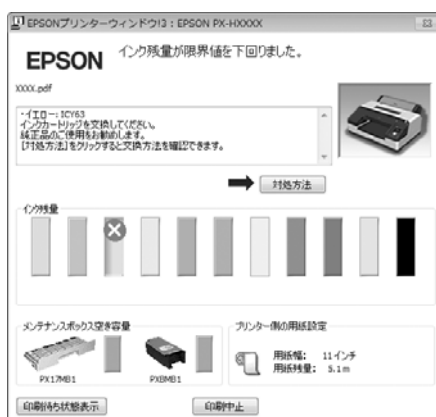 EPSONプリンターウィンドウ!3 : EPSON PX-HXXXX
EPSON
インク残量が限界値を下回りました。
XXXX.pdf
・イエロー: ICY63
インクカートリッジを交換してください。
純正品のご使用をお勧めします。
[対処方法]をクリックすると交換方法を確認できます。
対処方法
インク残量
メンテナンスボックス空き容量
プリンター側の用紙設定
用紙幅: 11インチ
用紙残量: 5.1m
PX17MB1
PX8MB1
印刷待ち状態表示
印刷中止